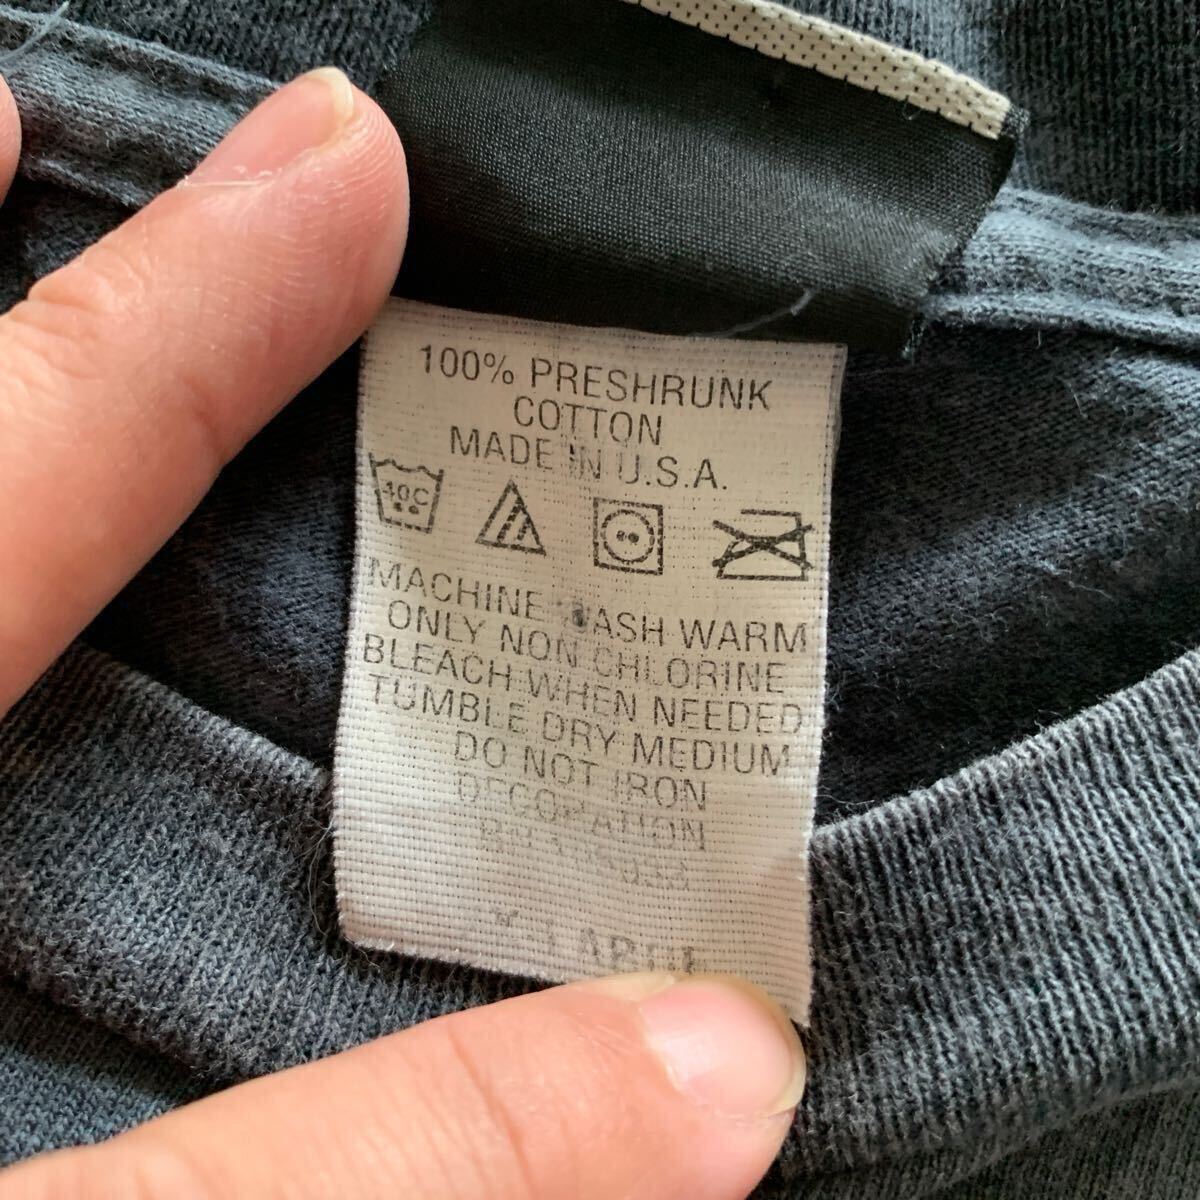 100% PRESHRUNK
COTTON
MADE IN U.S.A.
40C
MACHINE WASH WARM
ONLY NON CHLORINE
BLEACH WHEN NEEDED
TUMBLE DRY MEDIUM
DO NOT IRON
DECORATION
X-LARGE